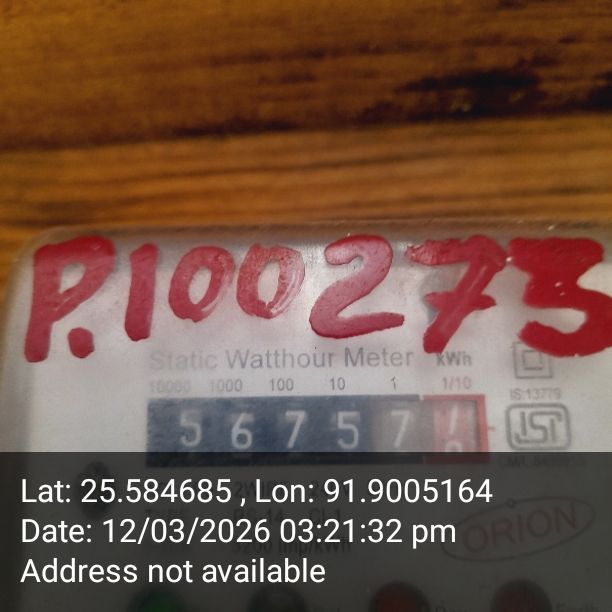 P.100273
Static Watthour Meter kWh
10000 1000 100 10 1 1/10
IS:13779
5 6 7 5 7
ISI
Lat: 25.584685 , Lon: 91.9005164
Date: 12/03/2026 03:21:32 pm
ORION
Address not available